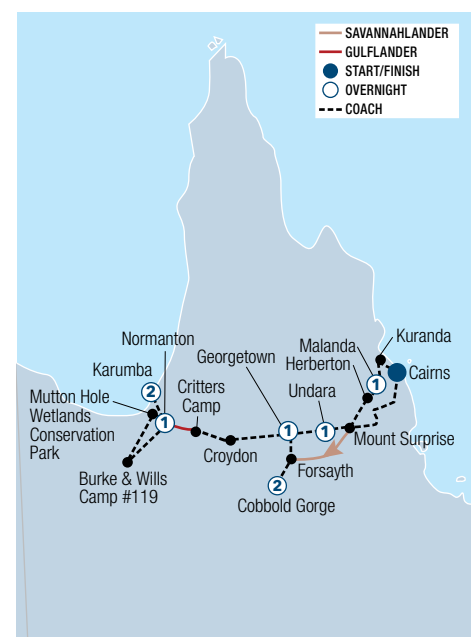 SAVANNAHLANDER
GULFLANDER
START/FINISH
OVERNIGHT
COACH
Kuranda
Normanton
Malanda
Georgetown
Herberton
Karumba
1
Cairns
2
Critters
Camp
Undara
Mutton Hole
Wetlands
Conservation
Park
1
1
1
Mount Surprise
Croydon
Forsayth
Burke & Wills
Camp #119
2
Cobbold Gorge